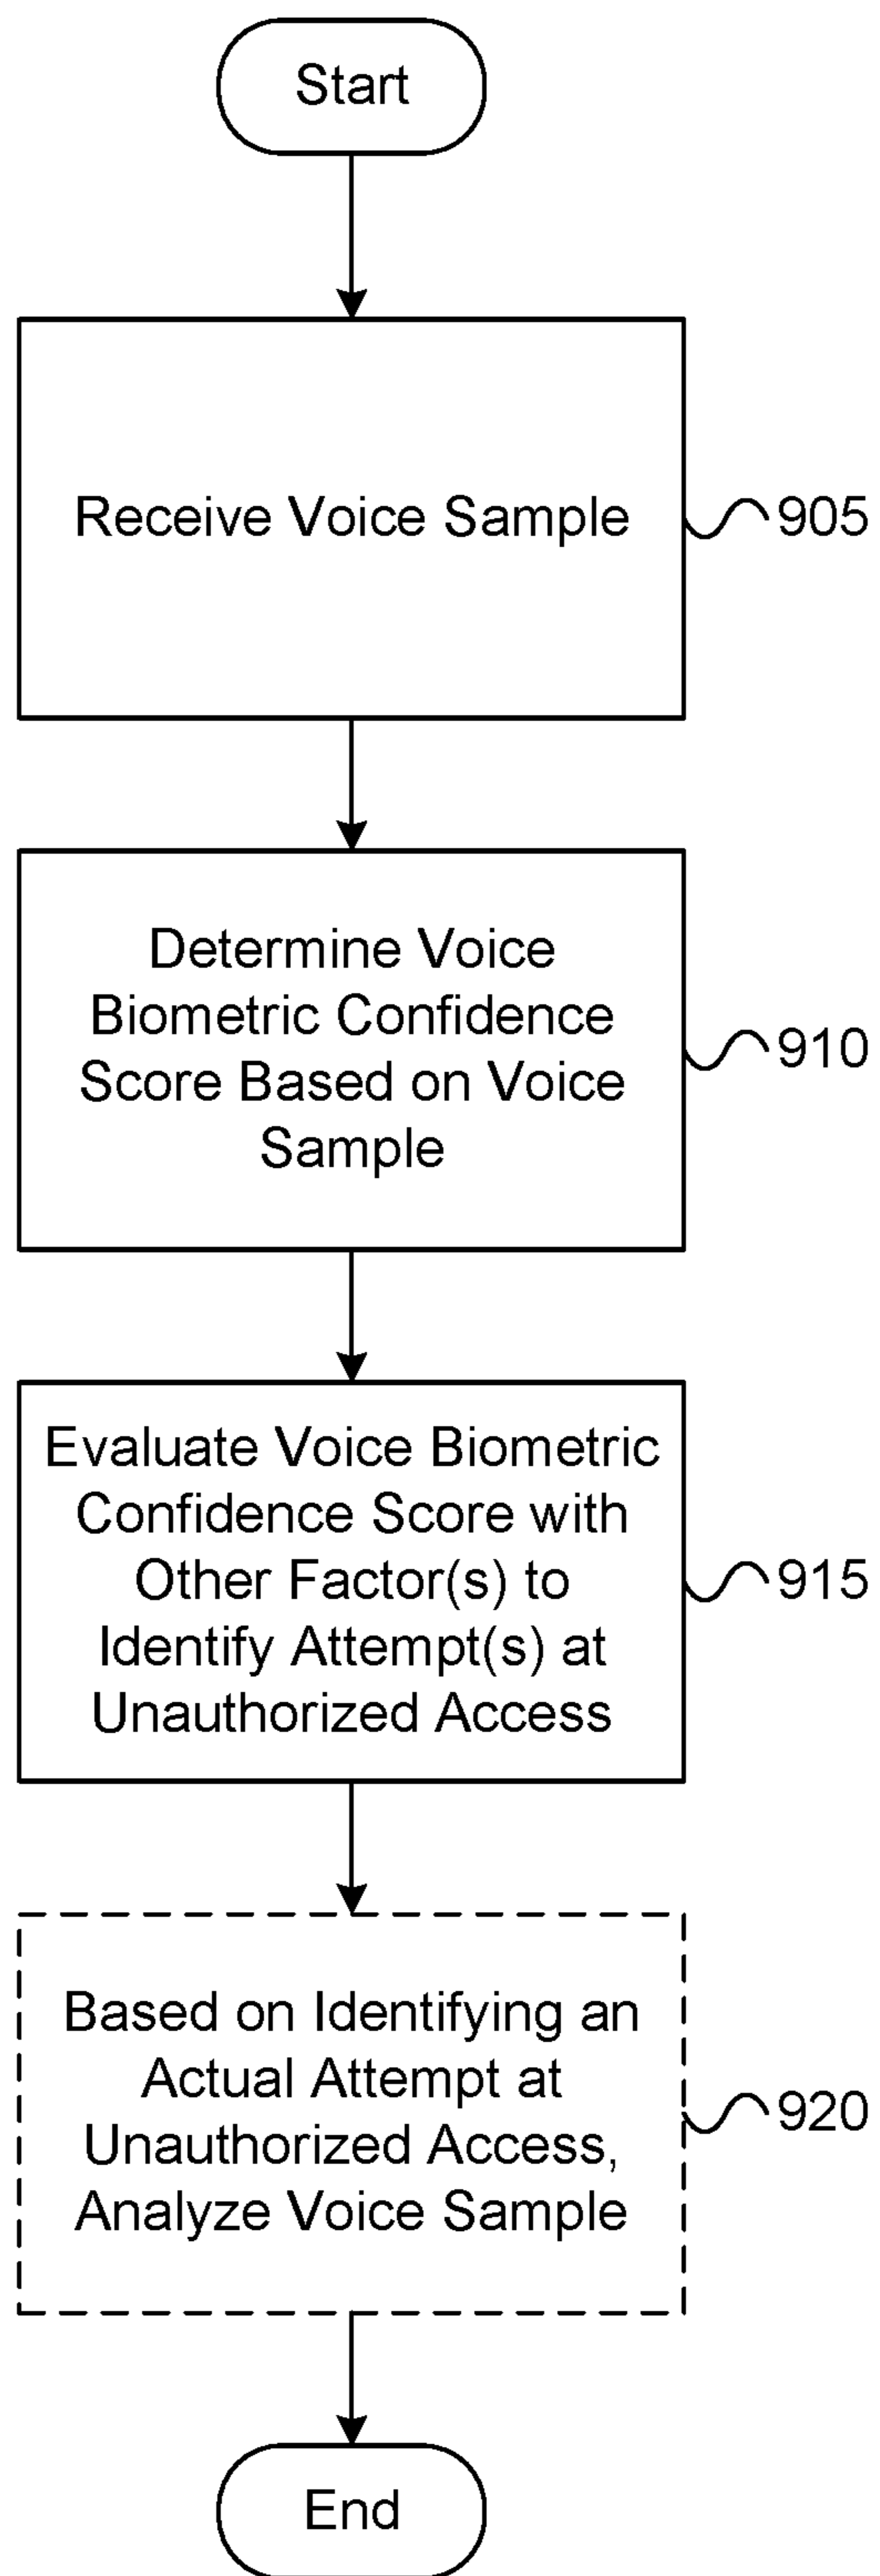 Start
Receive Voice Sample
905
Determine Voice
Biometric Confidence
Score Based on Voice
Sample
910
Evaluate Voice Biometric
Confidence Score with
Other Factor(s) to
Identify Attempt(s) at
Unauthorized Access
915
Based on Identifying an
Actual Attempt at
Unauthorized Access,
Analyze Voice Sample
920
End